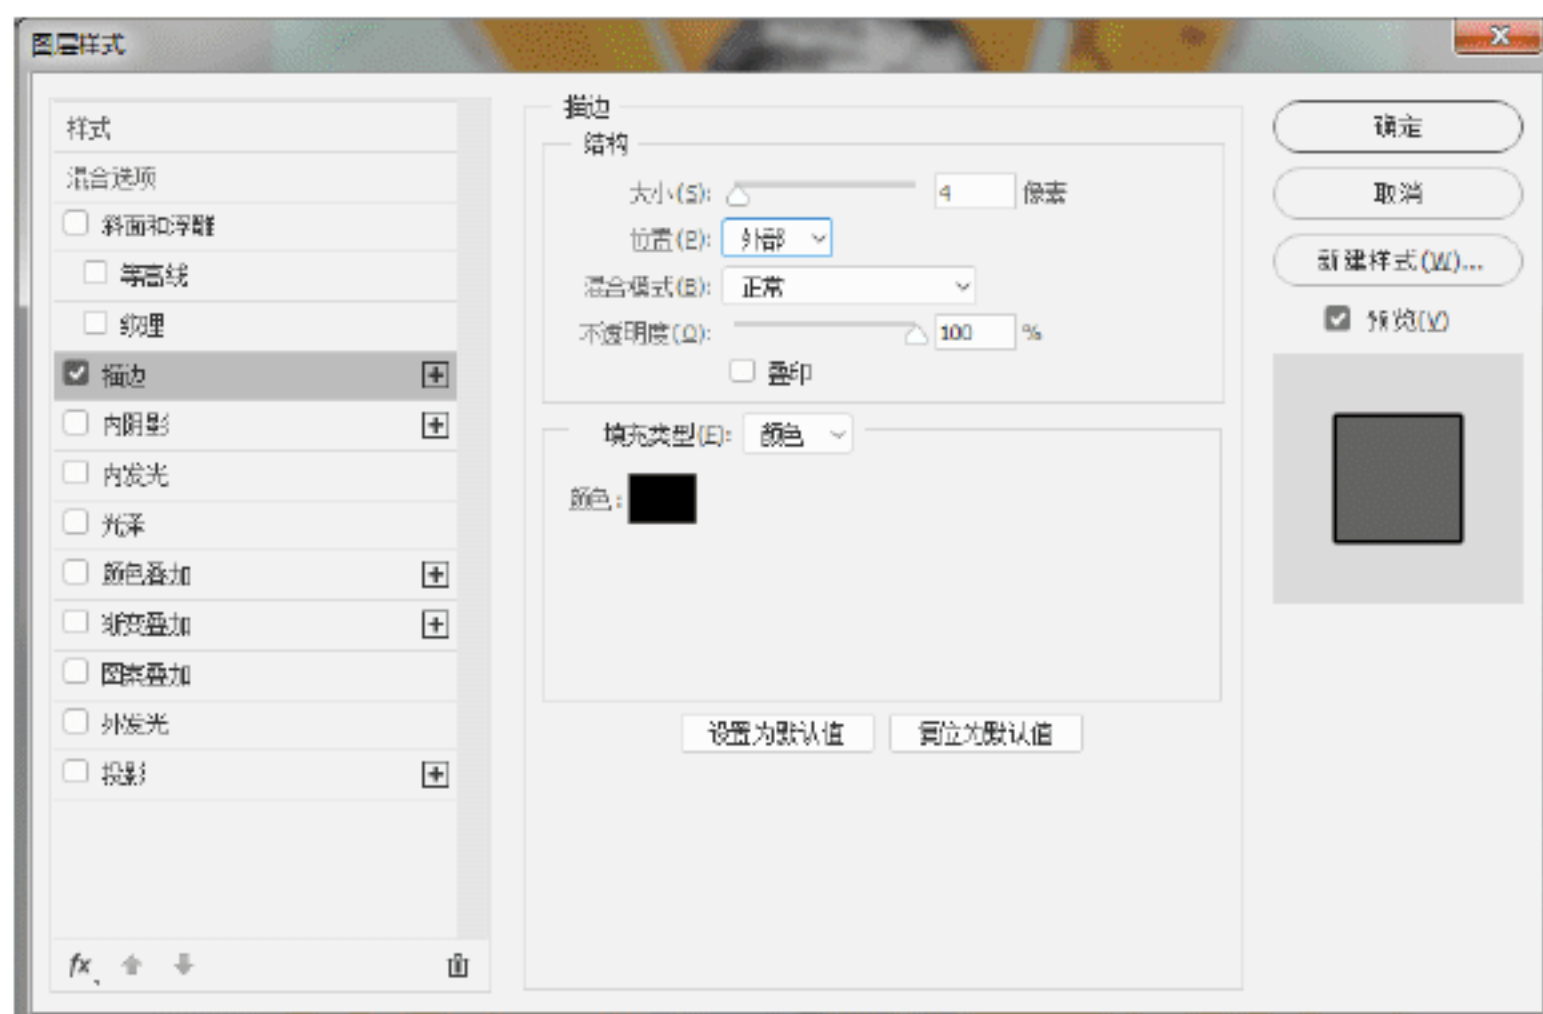 图层样式
样式
混合选项
斜面和浮雕
等高线
纹理
描边
内阴影
内发光
光泽
颜色叠加
渐变叠加
图案叠加
外发光
投影
fx
描边
结构
大小(S): 4 像素
位置(P): 外部
混合模式(B): 正常
不透明度(O): 100 %
叠印
填充类型(F): 颜色
颜色:
设置为默认值 复位为默认值
确定
取消
新建样式(W)...
预览(V)